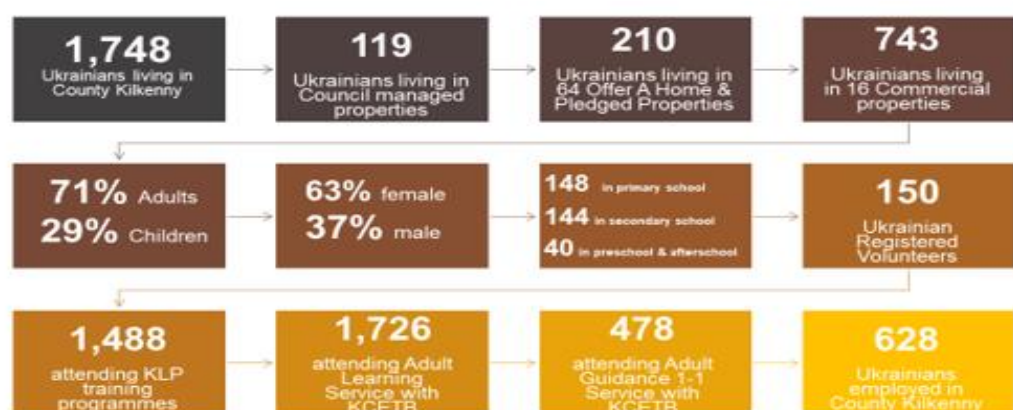 1,748
Ukrainians living in
County Kilkenny
119
Ukrainians living in
Council managed
properties
210
Ukrainians living in
64 Offer A Home &
Pledged Properties
743
Ukrainians living
in 16 Commercial
properties
71% Adults
29% Children
63% female
37% male
148 in primary school
144 in secondary school
40 in preschool & afterschool
150
Ukrainian
Registered
Volunteers
1,488
attending KLP
training
programmes
1,726
attending Adult
Learning
Service with
KCETB
478
attending Adult
Guidance 1-1
Service with
KCETB
628
Ukrainians
employed in
County Kilkenny